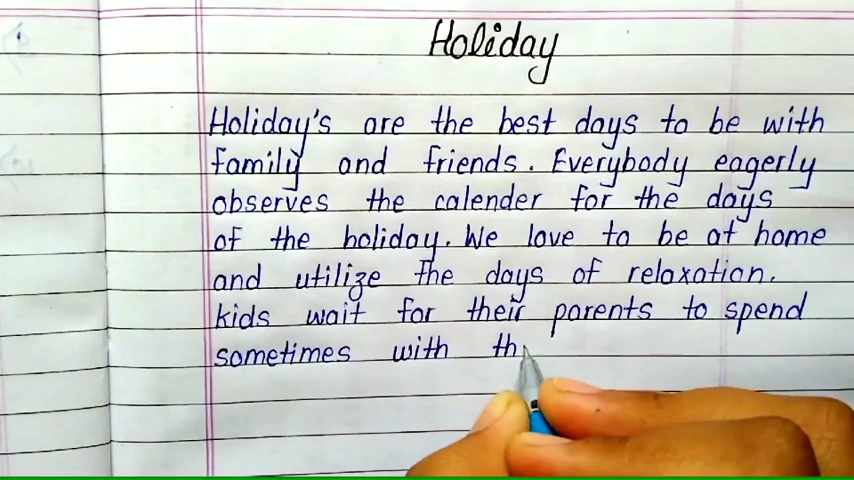 Holiday
Holiday's are the best days to be with
family and friends. Everybody eagerly
observes the calender for the days
of the holiday. We love to be at home
and utilize the days of relaxation.
kids wait for their parents to spend
sometimes with th